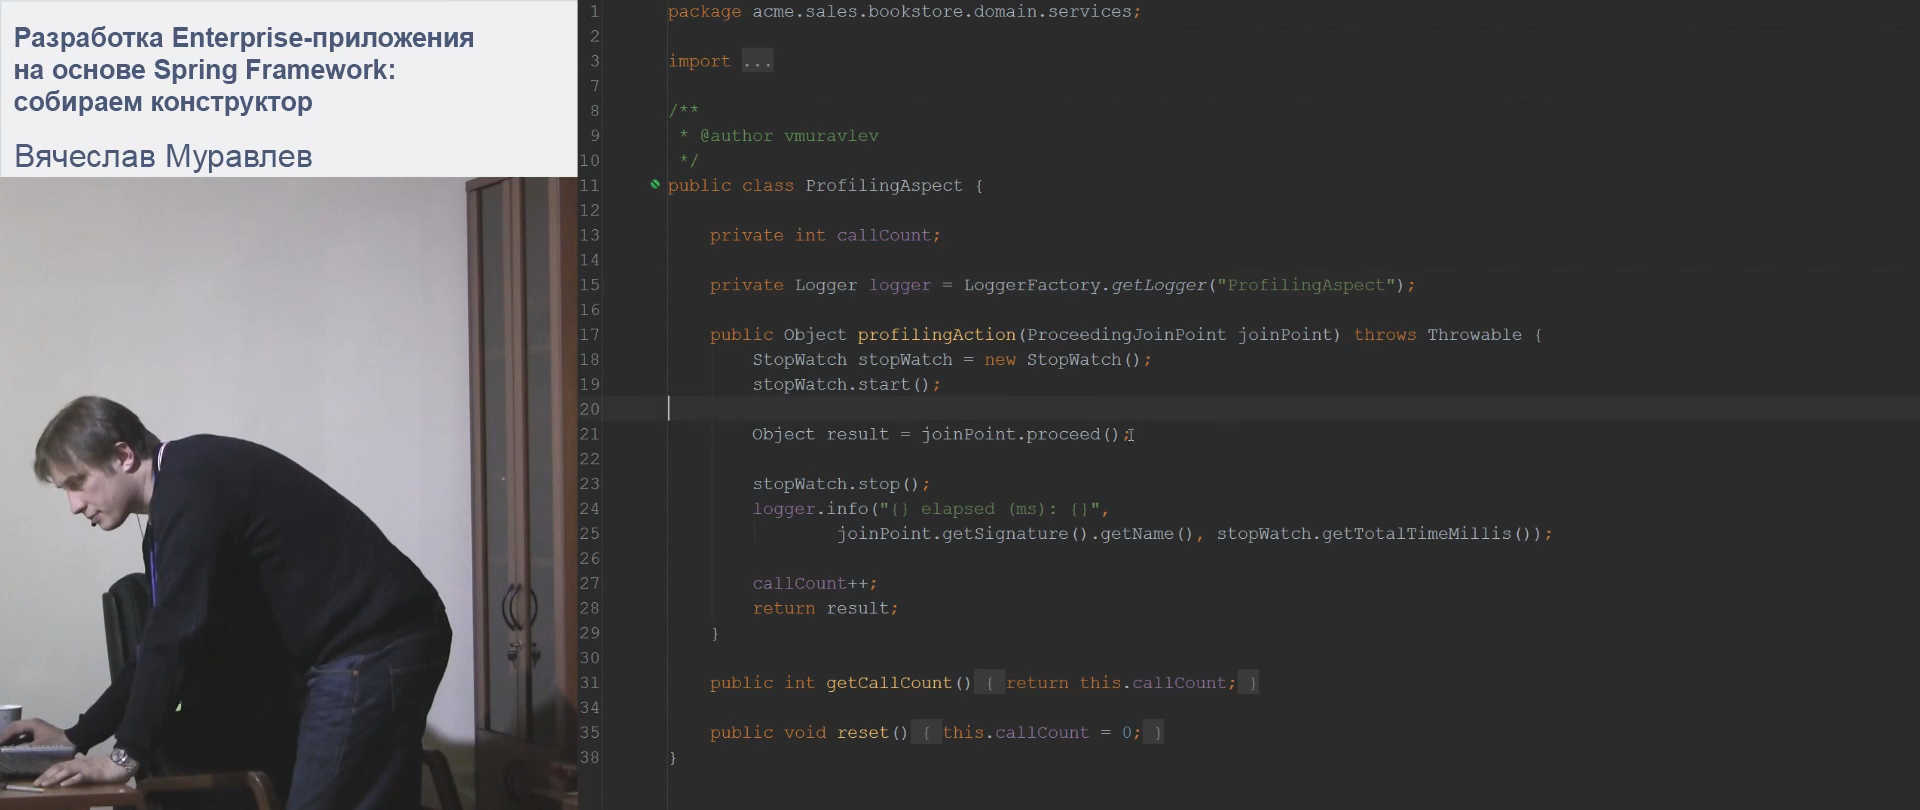 Разработка Enterprise-приложения
на основе Spring Framework:
собираем конструктор
Вячеслав Муравлев
1 package acme.sales.bookstore.domain.services;
2
3 import ...
7
8 /**
9  * @author vmuravlev
10  */
11 public class ProfilingAspect {
12
13     private int callCount;
14
15     private Logger logger = LoggerFactory.getLogger("ProfilingAspect");
16
17     public Object profilingAction(ProceedingJoinPoint joinPoint) throws Throwable {
18         StopWatch stopWatch = new StopWatch();
19         stopWatch.start();
20
21         Object result = joinPoint.proceed();
22
23         stopWatch.stop();
24         logger.info("{} elapsed (ms): {}",
25                 joinPoint.getSignature().getName(), stopWatch.getTotalTimeMillis());
26
27         callCount++;
28         return result;
29     }
30
31     public int getCallCount() { return this.callCount; }
34
35     public void reset() { this.callCount = 0; }
38 }